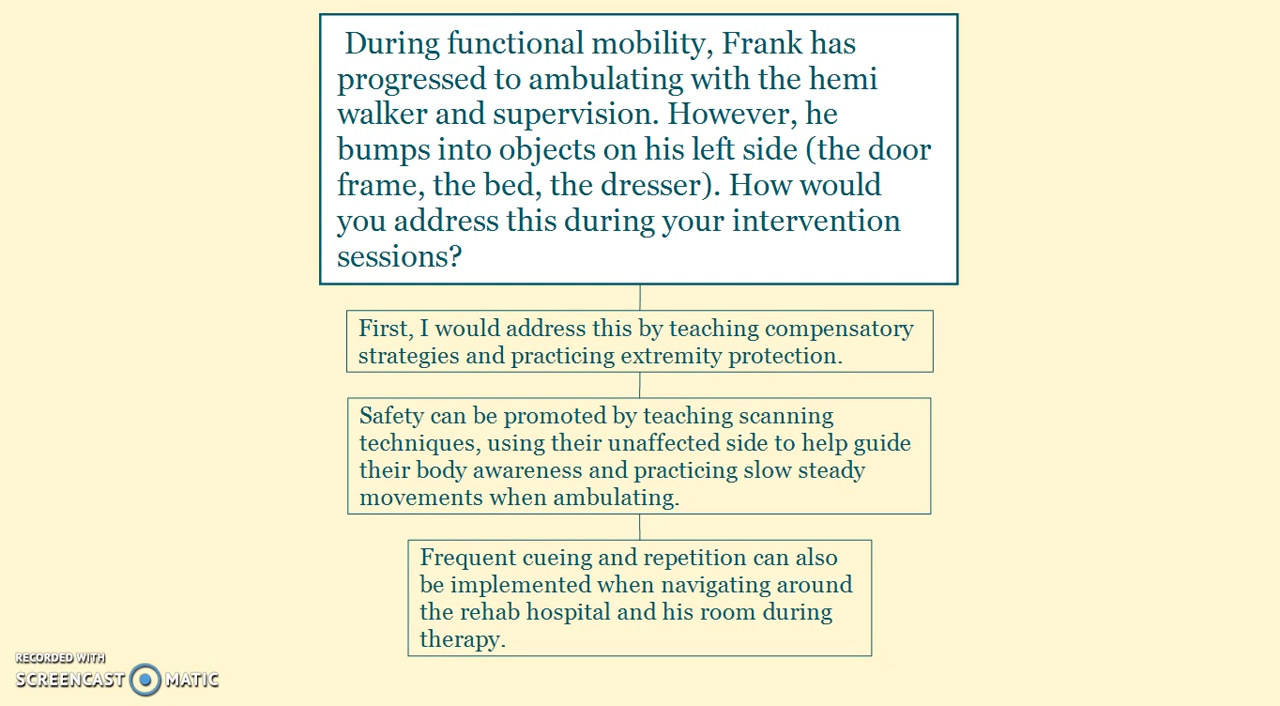 During functional mobility, Frank has
progressed to ambulating with the hemi
walker and supervision. However, he
bumps into objects on his left side (the door
frame, the bed, the dresser). How would
you address this during your intervention
sessions?
First, I would address this by teaching compensatory
strategies and practicing extremity protection.
Safety can be promoted by teaching scanning
techniques, using their unaffected side to help guide
their body awareness and practicing slow steady
movements when ambulating.
Frequent cueing and repetition can also
be implemented when navigating around
the rehab hospital and his room during
therapy.
RECORDED WITH
SCREENCAST MATIC